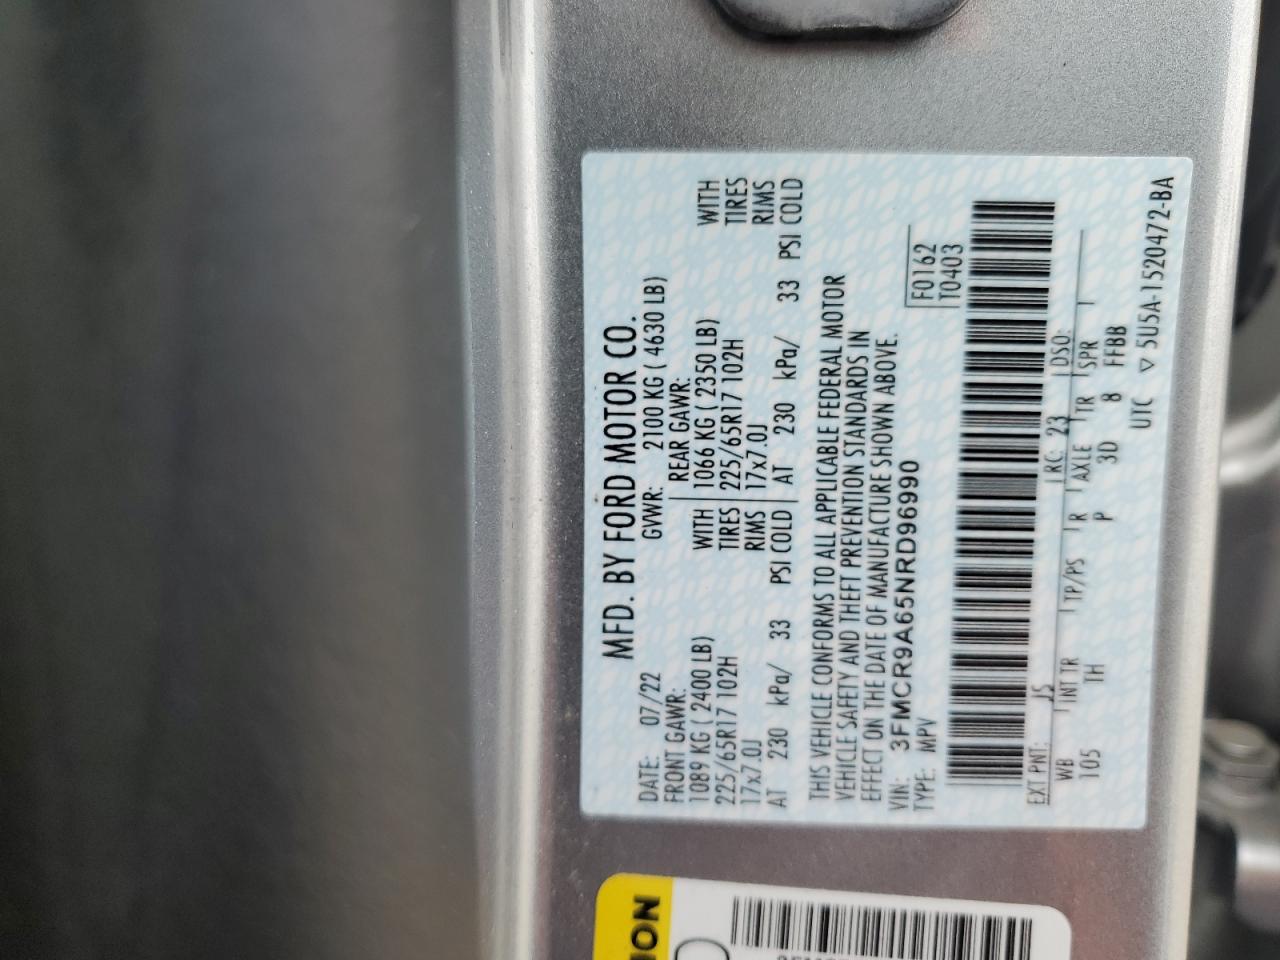 MFD. BY FORD MOTOR CO.
DATE: 07/22 GVWR: 2100 KG ( 4630 LB)
FRONT GAWR: REAR GAWR:
1089 KG ( 2400 LB) WITH 1066 KG ( 2350 LB) WITH
225/65R17 102H TIRES 225/65R17 102H TIRES
17x7.0J RIMS 17x7.0J RIMS
AT 230 kPa/ 33 PSI COLD AT 230 kPa/ 33 PSI COLD
THIS VEHICLE CONFORMS TO ALL APPLICABLE FEDERAL MOTOR
VEHICLE SAFETY AND THEFT PREVENTION STANDARDS IN
EFFECT ON THE DATE OF MANUFACTURE SHOWN ABOVE.
VIN: 3FMCR9A65NRD96990 F0162
TYPE: MPV T0403
EXT PNT: JS RC: 23 DSO:
WB INT TR TP/PS R AXLE TR SPR
105 TH P 3D 8 FFBB
UTC ▽ 5U5A-1520472-BA
ION